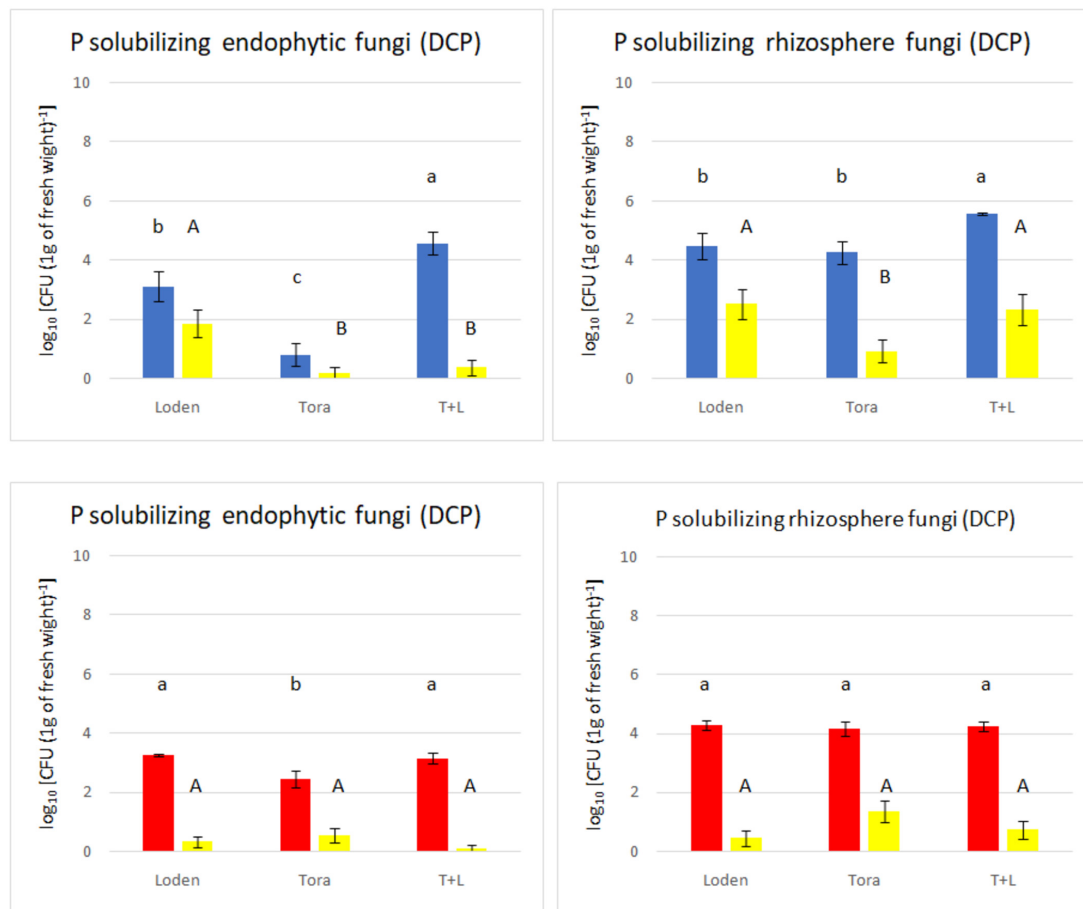 P solubilizing endophytic fungi (DCP)
log₁₀ [CFU (1g of fresh wight)⁻¹]
10
8
6
4
2
0
b A
c B
a B
Loden Tora T+L
P solubilizing rhizosphere fungi (DCP)
log₁₀ [CFU (1g of fresh wight)⁻¹]
10
8
6
4
2
0
b A
b B
a A
Loden Tora T+L
P solubilizing endophytic fungi (DCP)
log₁₀ [CFU (1g of fresh wight)⁻¹]
10
8
6
4
2
0
a A
b A
a A
Loden Tora T+L
P solubilizing rhizosphere fungi (DCP)
log₁₀ [CFU (1g of fresh wight)⁻¹]
10
8
6
4
2
0
a A
a A
a A
Loden Tora T+L